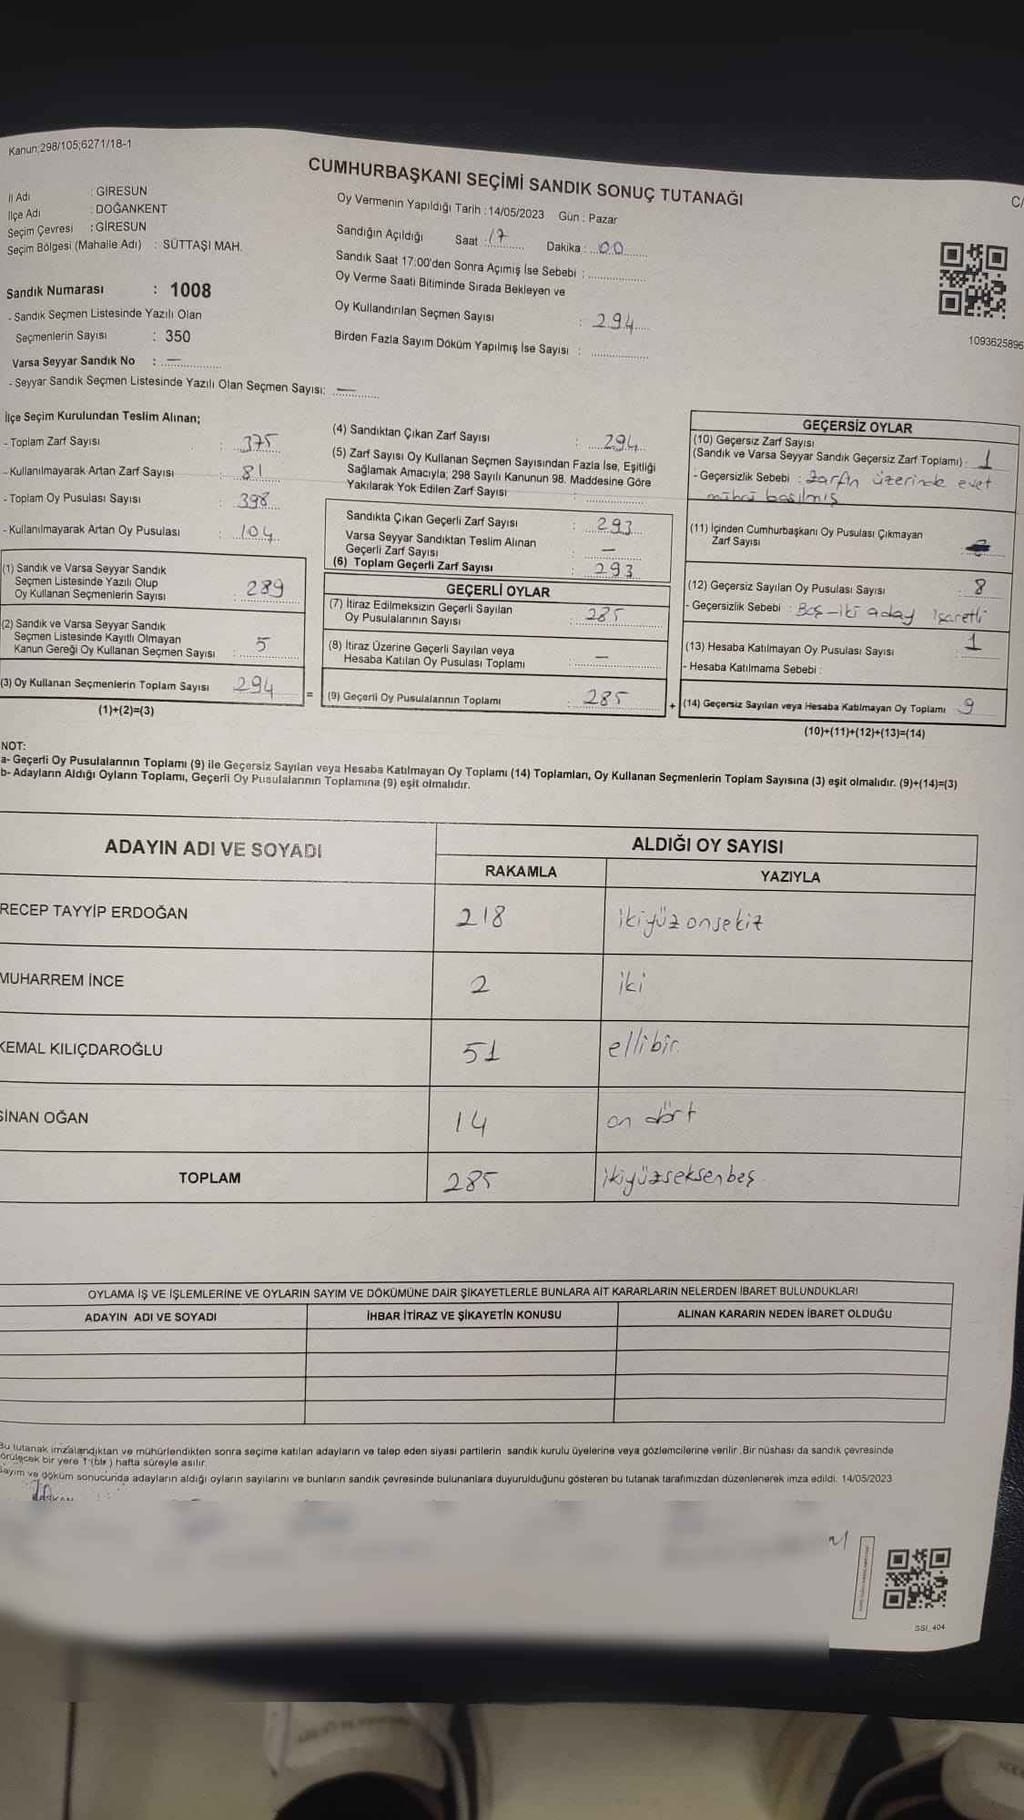 Kanun;298/105;6271/18-1
CUMHURBAŞKANI SEÇİMİ SANDIK SONUÇ TUTANAĞI
C/
İl Adı : GİRESUN
İlçe Adı : DOĞANKENT
Seçim Çevresi : GİRESUN
Seçim Bölgesi (Mahalle Adı) : SÜTTAŞI MAH.
Oy Vermenin Yapıldığı Tarih : 14/05/2023 Gün : Pazar
Sandığın Açıldığı Saat : 17 Dakika : 00
Sandık Saat 17:00'den Sonra Açımış İse Sebebi :
Oy Verme Saati Bitiminde Sırada Bekleyen ve
Oy Kullandırılan Seçmen Sayısı : 294
Birden Fazla Sayım Döküm Yapılmış İse Sayısı :
1093625896
Sandık Numarası : 1008
- Sandık Seçmen Listesinde Yazılı Olan
Seçmenlerin Sayısı : 350
Varsa Seyyar Sandık No : —
- Seyyar Sandık Seçmen Listesinde Yazılı Olan Seçmen Sayısı: —
İlçe Seçim Kurulundan Teslim Alınan;
- Toplam Zarf Sayısı : 375
- Kullanılmayarak Artan Zarf Sayısı : 81
- Toplam Oy Pusulası Sayısı : 398
- Kullanılmayarak Artan Oy Pusulası : 104
(1) Sandık ve Varsa Seyyar Sandık
Seçmen Listesinde Yazılı Olup
Oy Kullanan Seçmenlerin Sayısı : 289
(2) Sandık ve Varsa Seyyar Sandık
Seçmen Listesinde Kayıtlı Olmayan
Kanun Gereği Oy Kullanan Seçmen Sayısı : 5
(3) Oy Kullanan Seçmenlerin Toplam Sayısı 294
(1)+(2)=(3)
=
(4) Sandıktan Çıkan Zarf Sayısı : 294
(5) Zarf Sayısı Oy Kullanan Seçmen Sayısından Fazla İse, Eşitliği
Sağlamak Amacıyla; 298 Sayılı Kanunun 98. Maddesine Göre
Yakılarak Yok Edilen Zarf Sayısı :
Sandıkta Çıkan Geçerli Zarf Sayısı : 293
Varsa Seyyar Sandıktan Teslim Alınan
Geçerli Zarf Sayısı : —
(6) Toplam Geçerli Zarf Sayısı : 293
GEÇERLİ OYLAR
(7) İtiraz Edilmeksizin Geçerli Sayılan
Oy Pusulalarının Sayısı : 285
(8) İtiraz Üzerine Geçerli Sayılan veya
Hesaba Katılan Oy Pusulası Toplamı : —
(9) Geçerli Oy Pusulalarının Toplamı : 285
+
GEÇERSİZ OYLAR
(10) Geçersiz Zarf Sayısı
(Sandık ve Varsa Seyyar Sandık Geçersiz Zarf Toplamı) : 1
- Geçersizlik Sebebi : Zarfın üzerinde evet
mührü basılmış
(11) İçinden Cumhurbaşkanı Oy Pusulası Çıkmayan
Zarf Sayısı
(12) Geçersiz Sayılan Oy Pusulası Sayısı : 8
- Geçersizlik Sebebi : Boş-iki aday işaretli
(13) Hesaba Katılmayan Oy Pusulası Sayısı : 1
- Hesaba Katılmama Sebebi :
(14) Geçersiz Sayılan veya Hesaba Katılmayan Oy Toplamı 9
(10)+(11)+(12)+(13)=(14)
NOT:
a- Geçerli Oy Pusulalarının Toplamı (9) ile Geçersiz Sayılan veya Hesaba Katılmayan Oy Toplamı (14) Toplamları, Oy Kullanan Seçmenlerin Toplam Sayısına (3) eşit olmalıdır. (9)+(14)=(3)
b- Adayların Aldığı Oyların Toplamı, Geçerli Oy Pusulalarının Toplamına (9) eşit olmalıdır.
ADAYIN ADI VE SOYADI ALDIĞI OY SAYISI
RAKAMLA YAZIYLA
RECEP TAYYİP ERDOĞAN 218 ikiyüzonsekiz
MUHARREM İNCE 2 iki
KEMAL KILIÇDAROĞLU 51 ellibir
SİNAN OĞAN 14 on dört
TOPLAM 285 ikiyüzseksenbeş
OYLAMA İŞ VE İŞLEMLERİNE VE OYLARIN SAYIM VE DÖKÜMÜNE DAİR ŞİKAYETLERLE BUNLARA AİT KARARLARIN NELERDEN İBARET BULUNDUKLARI
ADAYIN ADI VE SOYADI İHBAR İTİRAZ VE ŞİKAYETİN KONUSU ALINAN KARARIN NEDEN İBARET OLDUĞU
Bu tutanak imzalandıktan ve mühürlendikten sonra seçime katılan adayların ve talep eden siyasi partilerin sandık kurulu üyelerine veya gözlemcilerine verilir. Bir nüshası da sandık çevresinde
görülecek bir yere 1 (bir) hafta süreyle asılır.
Sayım ve döküm sonucunda adayların aldığı oyların sayılarını ve bunların sandık çevresinde bulunanlara duyurulduğunu gösteren bu tutanak tarafımızdan düzenlenerek imza edildi. 14/05/2023
SSI_404